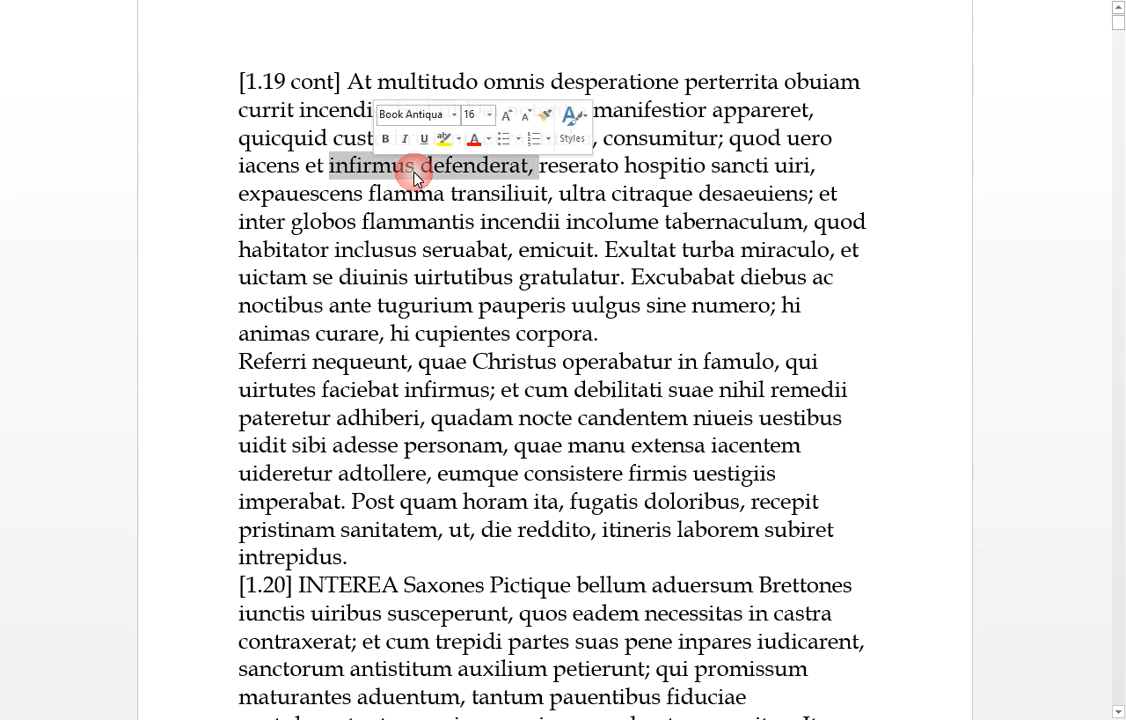 [1.19 cont] At multitudo omnis desperatione perterrita obuiam
currit incendi manifestior appareret,
Book Antiqua 16
quicquid cust , consumitur; quod uero
B I U ab A Styles
iacens et infirmus defenderat, reserato hospitio sancti uiri,
expauescens flamma transiliuit, ultra citraque desaeuiens; et
inter globos flammantis incendii incolume tabernaculum, quod
habitator inclusus seruabat, emicuit. Exultat turba miraculo, et
uictam se diuinis uirtutibus gratulatur. Excubabat diebus ac
noctibus ante tugurium pauperis uulgus sine numero; hi
animas curare, hi cupientes corpora.
Referri nequeunt, quae Christus operabatur in famulo, qui
uirtutes faciebat infirmus; et cum debilitati suae nihil remedii
pateretur adhiberi, quadam nocte candentem niueis uestibus
uidit sibi adesse personam, quae manu extensa iacentem
uideretur adtollere, eumque consistere firmis uestigiis
imperabat. Post quam horam ita, fugatis doloribus, recepit
pristinam sanitatem, ut, die reddito, itineris laborem subiret
intrepidus.
[1.20] INTEREA Saxones Pictique bellum aduersum Brettones
iunctis uiribus susceperunt, quos eadem necessitas in castra
contraxerat; et cum trepidi partes suas pene inpares iudicarent,
sanctorum antistitum auxilium petierunt; qui promissum
maturantes aduentum, tantum pauentibus fiduciae